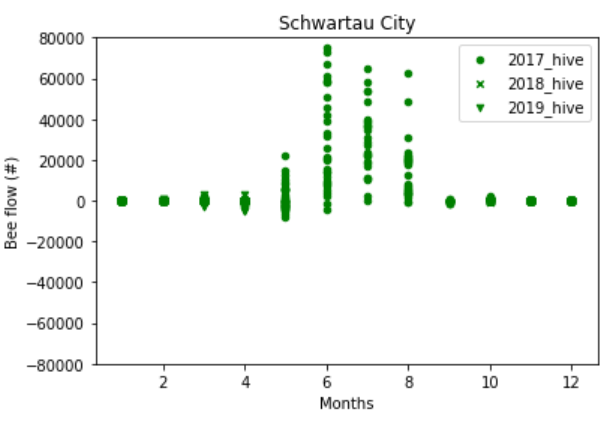 Schwartau City
80000
60000
40000
20000
0
−20000
−40000
−60000
−80000
Bee flow (#)
2017_hive
2018_hive
2019_hive
2 4 6 8 10 12
Months